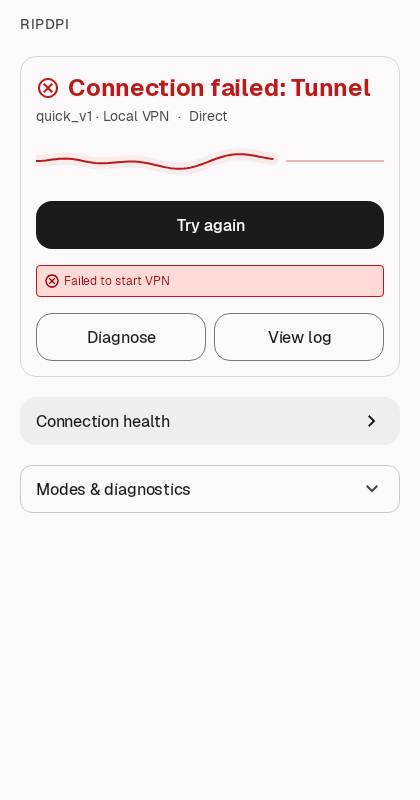 RIPDPI
Connection failed: Tunnel
quick_v1 · Local VPN · Direct
Try again
Failed to start VPN
Diagnose
View log
Connection health
Modes & diagnostics